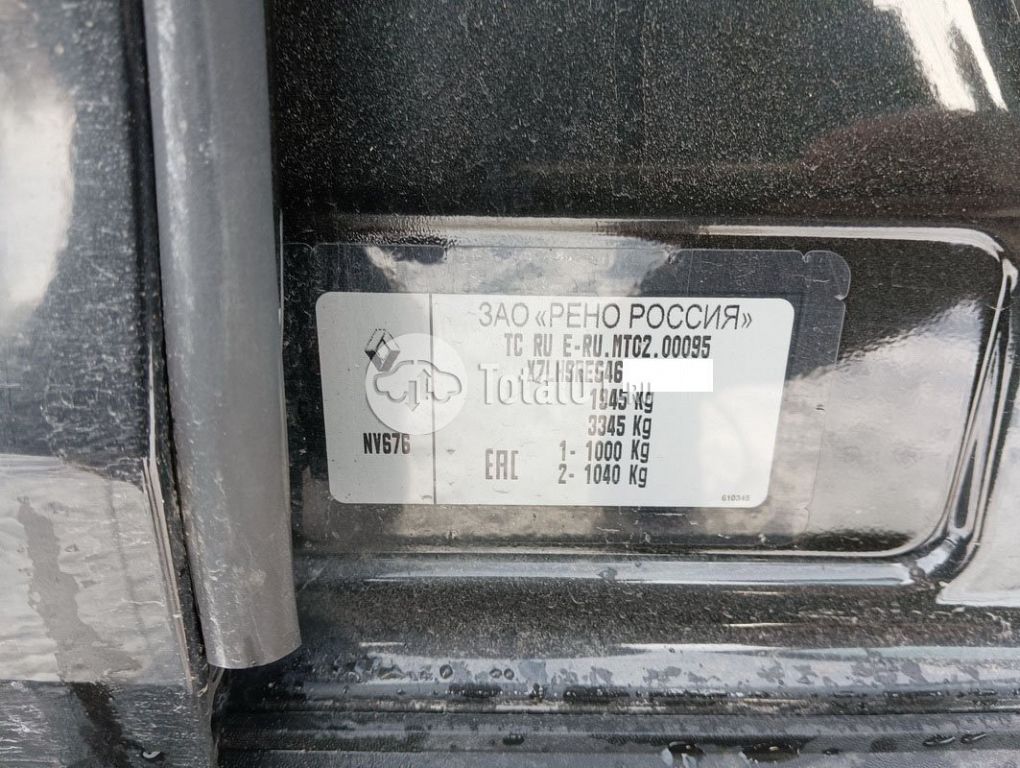 ЗАО «РЕНО РОССИЯ»
TC RU E-RU.MT02.00095
1945 Kg
3345 Kg
NV676
1- 1000 Kg
EAC
2- 1040 Kg
610345